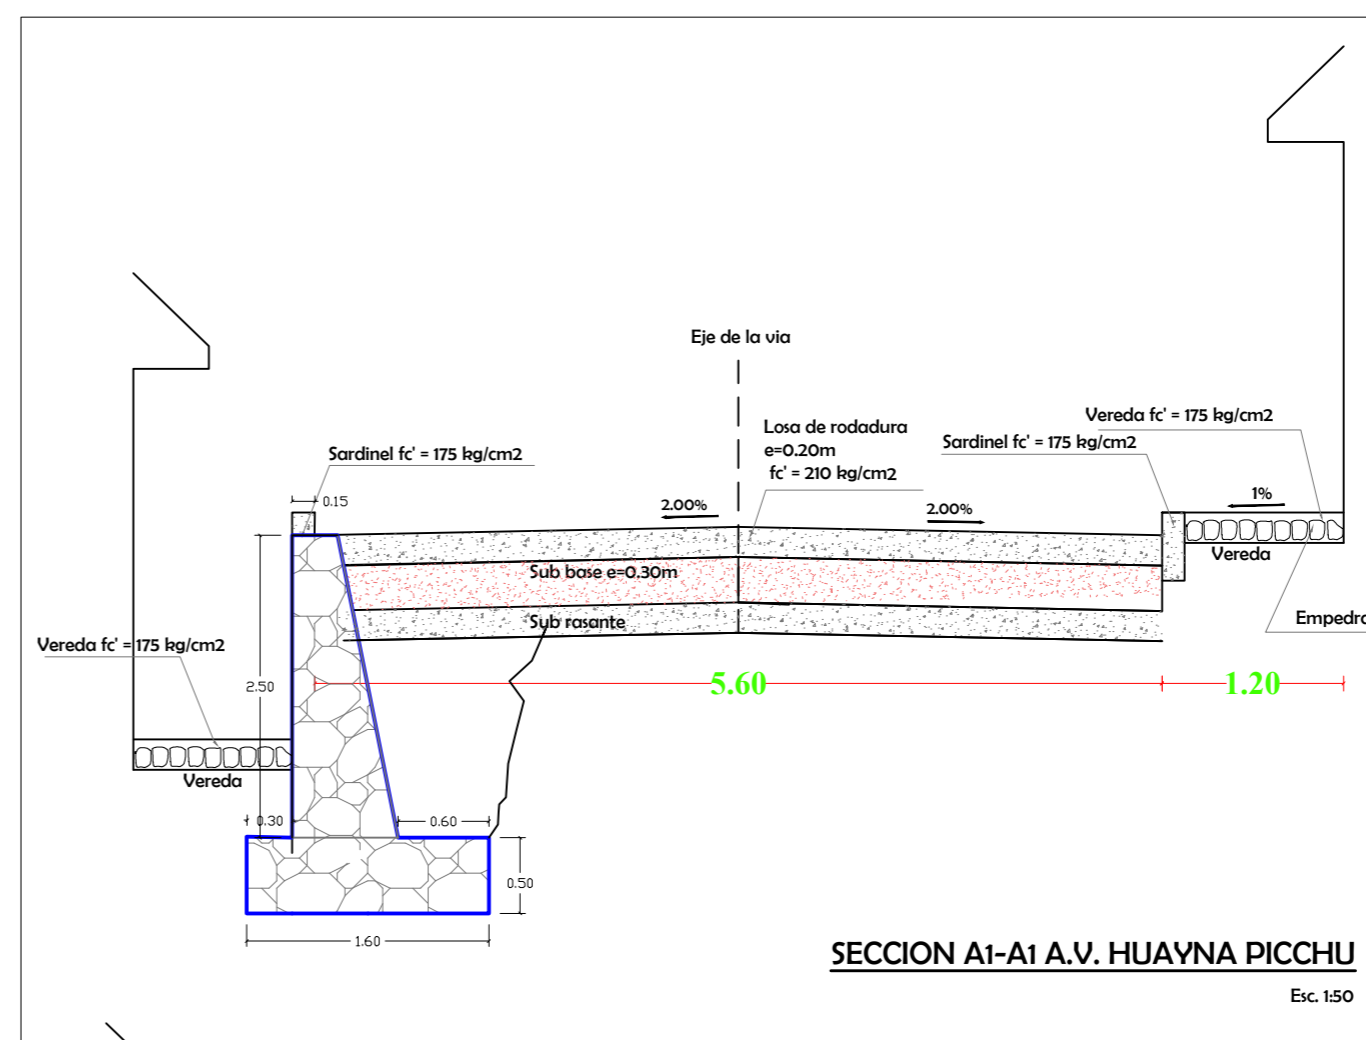 Eje de la via
Vereda fc' = 175 kg/cm2
Losa de rodadura
e=0.20m
fc' = 210 kg/cm2
Sardinel fc' = 175 kg/cm2
Sardinel fc' = 175 kg/cm2
0.15
2.00%
2.00%
1%
Vereda
Sub base e=0.30m
Sub rasante
Empedra
Vereda fc' = 175 kg/cm2
2.50
5.60
1.20
Vereda
0.30
0.60
0.50
1.60
SECCION A1-A1 A.V. HUAYNA PICCHU
Esc. 1:50